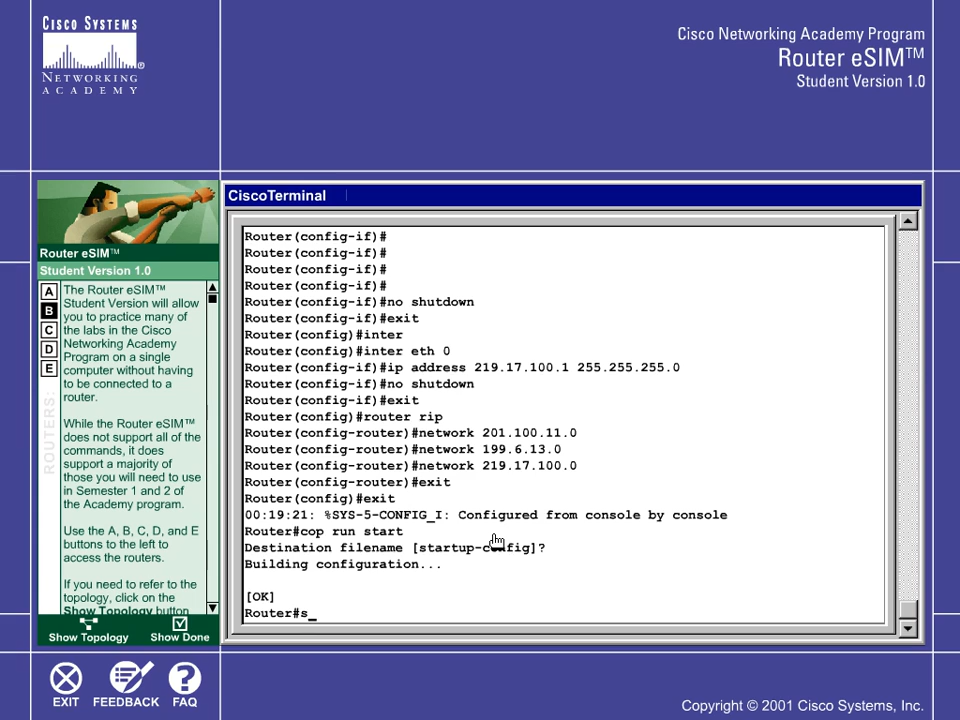 CISCO SYSTEMS
NETWORKING
ACADEMY
Cisco Networking Academy Program
Router eSIM™
Student Version 1.0
CiscoTerminal
Router eSIM™
Student Version 1.0
A
B
C
D
E
ROUTERS:
The Router eSIM™
Student Version will allow
you to practice many of
the labs in the Cisco
Networking Academy
Program on a single
computer without having
to be connected to a
router.
While the Router eSIM™
does not support all of the
commands, it does
support a majority of
those you will need to use
in Semester 1 and 2 of
the Academy program.
Use the A, B, C, D, and E
buttons to the left to
access the routers.
If you need to refer to the
topology, click on the
Show Topology button
Show Topology
Show Done
Router(config-if)#
Router(config-if)#
Router(config-if)#
Router(config-if)#
Router(config-if)#no shutdown
Router(config-if)#exit
Router(config)#inter
Router(config)#inter eth 0
Router(config-if)#ip address 219.17.100.1 255.255.255.0
Router(config-if)#no shutdown
Router(config-if)#exit
Router(config)#router rip
Router(config-router)#network 201.100.11.0
Router(config-router)#network 199.6.13.0
Router(config-router)#network 219.17.100.0
Router(config-router)#exit
Router(config)#exit
00:19:21: %SYS-5-CONFIG_I: Configured from console by console
Router#cop run start
Destination filename [startup-config]?
Building configuration...
[OK]
Router#s_
EXIT
FEEDBACK
FAQ
Copyright © 2001 Cisco Systems, Inc.